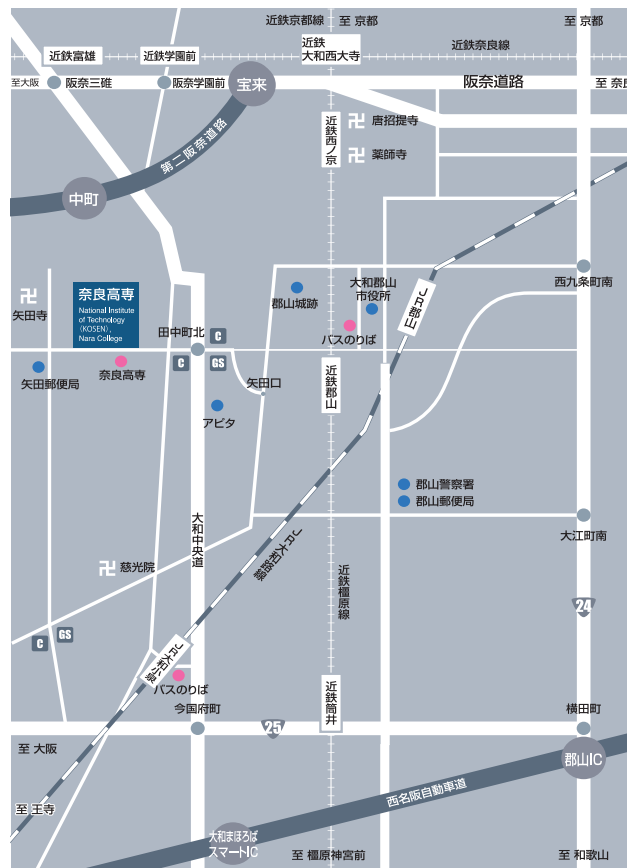 近鉄京都線
至 京都
至 京都
近鉄富雄
近鉄学園前
近鉄
大和西大寺
近鉄奈良線
至大阪
阪奈三碓
阪奈学園前
宝来
阪奈道路
至 奈良
第二阪奈道路
近鉄西ノ京
唐招提寺
薬師寺
中町
西九条町南
大和郡山
市役所
郡山城跡
JR郡山
バスのりば
矢田寺
奈良高専
National Institute
of Technology
(KOSEN),
Nara College
田中町北
C
C
GS
矢田郵便局
奈良高専
矢田口
近鉄郡山
アピタ
郡山警察署
郡山郵便局
大和中央道
大江町南
JR大和路線
近鉄橿原線
慈光院
24
C
GS
JR大和小泉
バスのりば
近鉄筒井
今国府町
25
横田町
至 大阪
郡山IC
西名阪自動車道
至 王寺
大和まほろば
スマートIC
至 橿原神宮前
至 和歌山